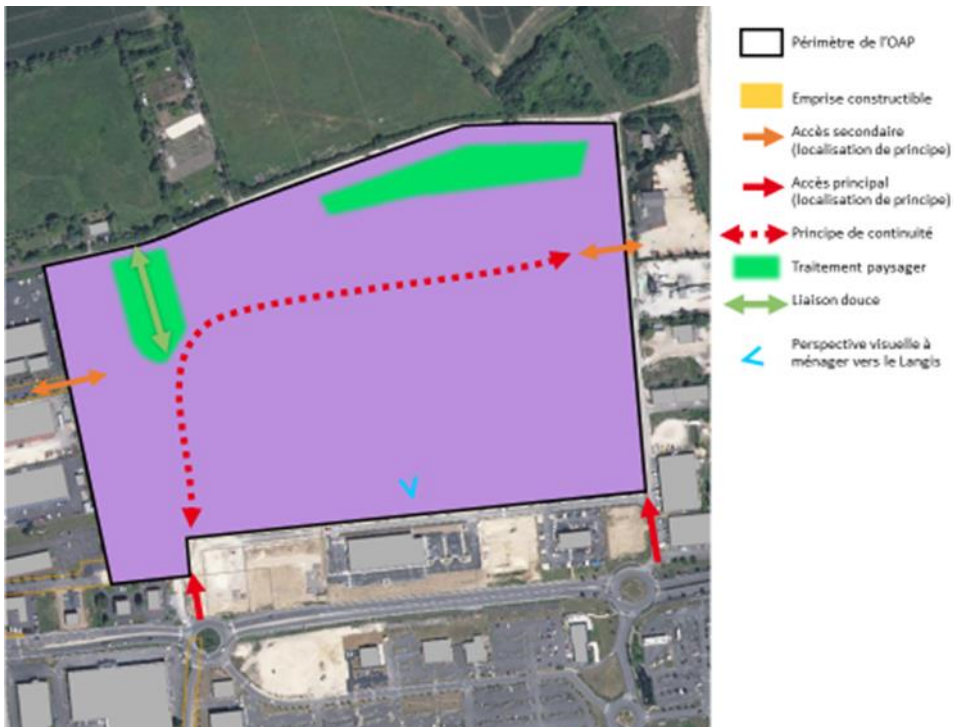 Périmètre de l'OAP
Emprise constructible
Accès secondaire
(localisation de principe)
Accès principal
(localisation de principe)
Principe de continuité
Traitement paysager
Liaison douce
Perspective visuelle à
ménager vers le Langis